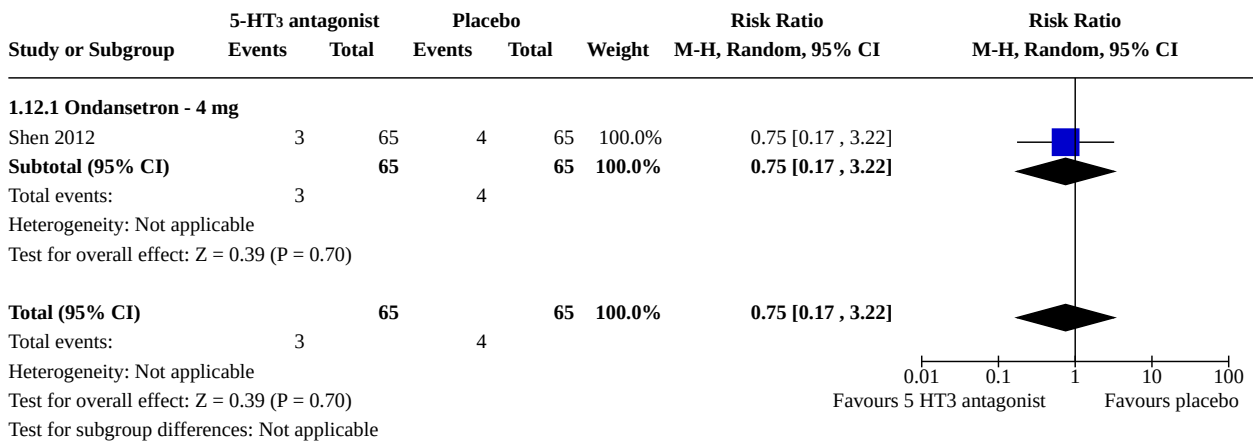 5-HT₃ antagonist Placebo Risk Ratio Risk Ratio
Study or Subgroup Events Total Events Total Weight M-H, Random, 95% CI M-H, Random, 95% CI
1.12.1 Ondansetron - 4 mg
Shen 2012 3 65 4 65 100.0% 0.75 [0.17 , 3.22]
Subtotal (95% CI) 65 65 100.0% 0.75 [0.17 , 3.22]
Total events: 3 4
Heterogeneity: Not applicable
Test for overall effect: Z = 0.39 (P = 0.70)
Total (95% CI) 65 65 100.0% 0.75 [0.17 , 3.22]
Total events: 3 4
Heterogeneity: Not applicable 0.01 0.1 1 10 100
Test for overall effect: Z = 0.39 (P = 0.70) Favours 5 HT3 antagonist Favours placebo
Test for subgroup differences: Not applicable